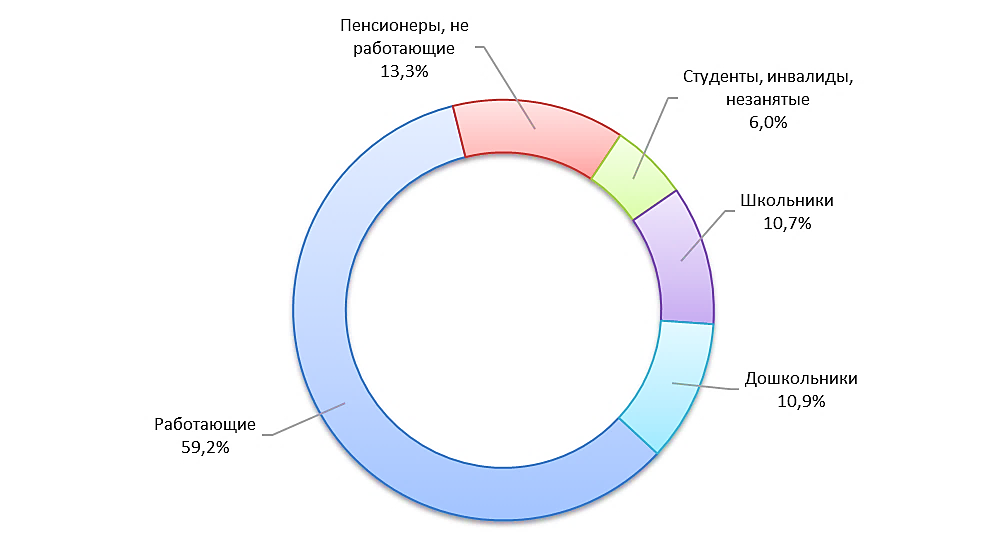 Пенсионеры, не
работающие
13,3%
Студенты, инвалиды,
незанятые
6,0%
Школьники
10,7%
Дошкольники
10,9%
Работающие
59,2%